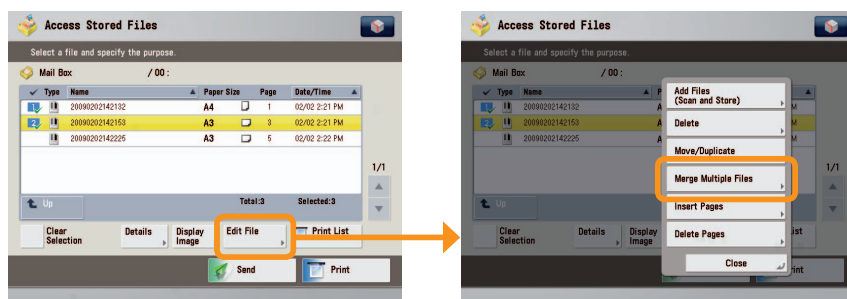 Access Stored Files
Select a file and specify the purpose.
Mail Box / 00 :
Type Name Paper Size Page Date/Time
1 20090202142132 A4 1 02/02 2:21 PM
2 20090202142153 A3 3 02/02 2:21 PM
20090202142225 A3 5 02/02 2:22 PM
1/1
Up Total:3 Selected:3
Clear Selection Details Display Image Edit File Print List
Send Print
Access Stored Files
Select a file and specify the purpose.
Mail Box / 00 :
Type Name P
1 20090202142132 A M
2 20090202142153 A M
20090202142225 A M
1/1
Up
Clear Selection Details Display Image ist
rint
Add Files
(Scan and Store)
Delete
Move/Duplicate
Merge Multiple Files
Insert Pages
Delete Pages
Close